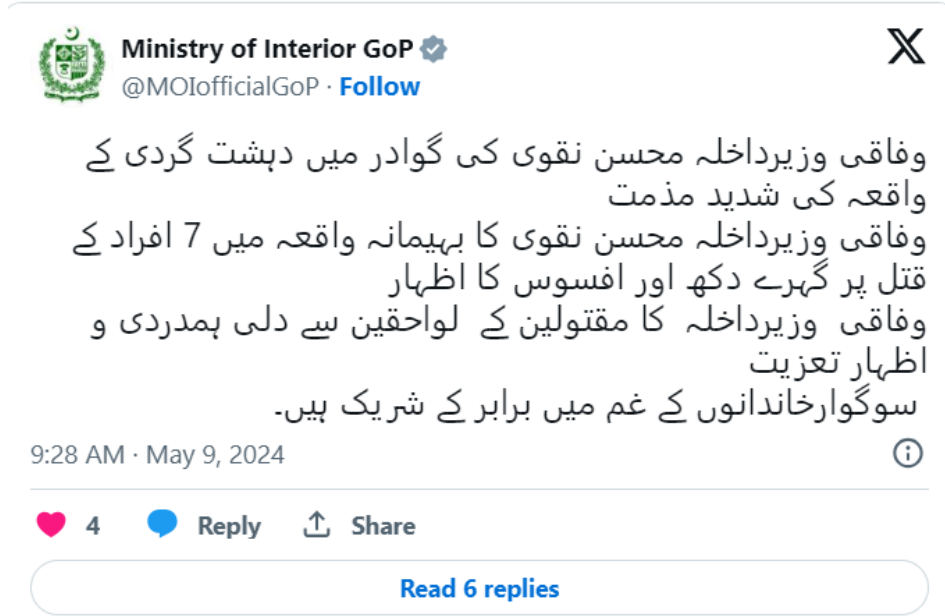 Ministry of Interior GoP
@MOIofficialGoP · Follow
وفاقی وزیرداخلہ محسن نقوی کی گوادر میں دہشت گردی کے
واقعہ کی شدید مذمت
وفاقی وزیرداخلہ محسن نقوی کا بہیمانہ واقعہ میں 7 افراد کے
قتل پر گہرے دکھ اور افسوس کا اظہار
وفاقی وزیرداخلہ کا مقتولین کے لواحقین سے دلی ہمدردی و
اظہار تعزیت
سوگوارخاندانوں کے غم میں برابر کے شریک ہیں۔
9:28 AM · May 9, 2024
4 Reply Share
Read 6 replies